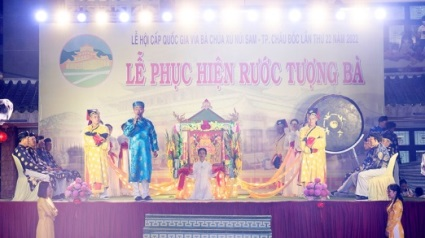 LỄ HỘI CẤP QUỐC GIA VÍA BÀ CHÚA XỨ NÚI SAM - TP. CHÂU ĐỐC LẦN THỨ 22 NĂM 2023
LỄ PHỤC HIỆN RƯỚC TƯỢNG BÀ